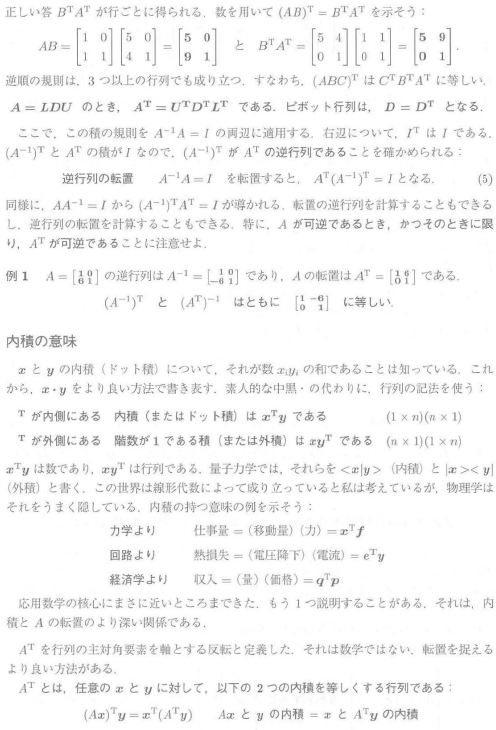 正しい答 BᵀAᵀ が行ごとに得られる．数を用いて (AB)ᵀ = BᵀAᵀ を示そう：
AB = [1 0; 1 1] [5 0; 4 1] = [5 0; 9 1] と BᵀAᵀ = [5 4; 0 1] [1 1; 0 1] = [5 9; 0 1].
逆順の規則は，3 つ以上の行列でも成り立つ．すなわち，(ABC)ᵀ は CᵀBᵀAᵀ に等しい．
A = LDU のとき，Aᵀ = UᵀDᵀLᵀ である．ピボット行列は，D = Dᵀ となる．
ここで，この積の規則を A⁻¹A = I の両辺に適用する．右辺について，Iᵀ は I である．
(A⁻¹)ᵀ と Aᵀ の積が I なので，(A⁻¹)ᵀ が Aᵀ の逆行列であることを確かめられる：
逆行列の転置 A⁻¹A = I を転置すると，Aᵀ(A⁻¹)ᵀ = I となる． (5)
同様に，AA⁻¹ = I から (A⁻¹)ᵀAᵀ = I が導かれる．転置の逆行列を計算することもできる
し，逆行列の転置を計算することもできる．特に，A が可逆であるとき，かつそのときに限
り，Aᵀ が可逆であることに注意せよ．
例 1 A = [1 0; 6 1] の逆行列は A⁻¹ = [1 0; −6 1] であり，A の転置は Aᵀ = [1 6; 0 1] である．
(A⁻¹)ᵀ と (Aᵀ)⁻¹ はともに [1 −6; 0 1] に等しい．
内積の意味
x と y の内積（ドット積）について，それが数 xᵢyᵢ の和であることは知っている．これ
から，x・y をより良い方法で書き表す．素人的な中黒・の代わりに，行列の記法を使う：
ᵀ が内側にある 内積（またはドット積）は xᵀy である (1 × n)(n × 1)
ᵀ が外側にある 階数が 1 である積（または外積）は xyᵀ である (n × 1)(1 × n)
xᵀy は数であり，xyᵀ は行列である．量子力学では，それらを <x|y>（内積）と |x><y|
（外積）と書く．この世界は線形代数によって成り立っていると私は考えているが，物理学は
それをうまく隠している．内積の持つ意味の例を示そう：
力学より 仕事量 =（移動量）（力）= xᵀf
回路より 熱損失 =（電圧降下）（電流）= eᵀy
経済学より 収入 =（量）（価格）= qᵀp
応用数学の核心にまさに近いところまできた．もう 1 つ説明することがある．それは，内
積と A の転置のより深い関係である．
Aᵀ を行列の主対角要素を軸とする反転と定義した．それは数学ではない．転置を捉える
より良い方法がある．
Aᵀ とは，任意の x と y に対して，以下の 2 つの内積を等しくする行列である：
(Ax)ᵀy = xᵀ(Aᵀy) Ax と y の内積 = x と Aᵀy の内積